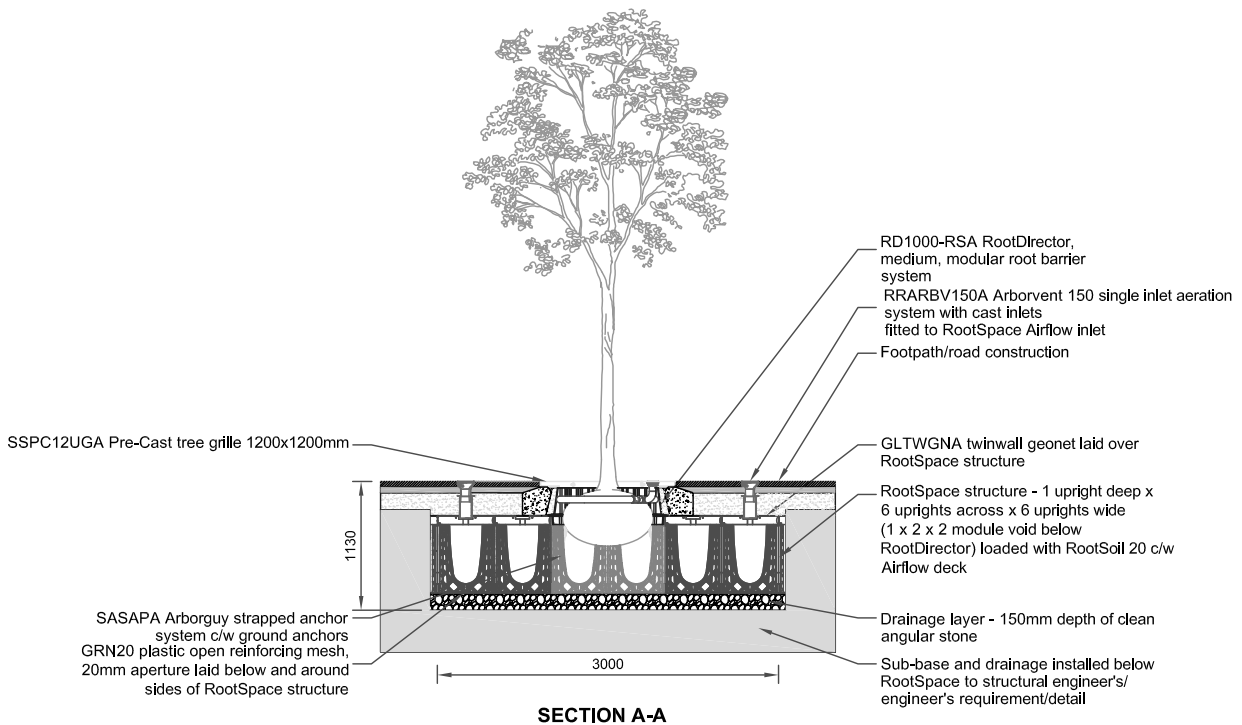 RD1000-RSA RootDIrector,
medium, modular root barrier
system
RRARBV150A Arborvent 150 single inlet aeration
system with cast inlets
fitted to RootSpace Airflow inlet
Footpath/road construction
SSPC12UGA Pre-Cast tree grille 1200x1200mm
GLTWGNA twinwall geonet laid over
RootSpace structure
RootSpace structure - 1 upright deep x
6 uprights across x 6 uprights wide
(1 x 2 x 2 module void below
RootDirector) loaded with RootSoil 20 c/w
Airflow deck
1130
SASAPA Arborguy strapped anchor
system c/w ground anchors
GRN20 plastic open reinforcing mesh,
20mm aperture laid below and around
sides of RootSpace structure
Drainage layer - 150mm depth of clean
angular stone
Sub-base and drainage installed below
RootSpace to structural engineer's/
engineer's requirement/detail
3000
SECTION A-A